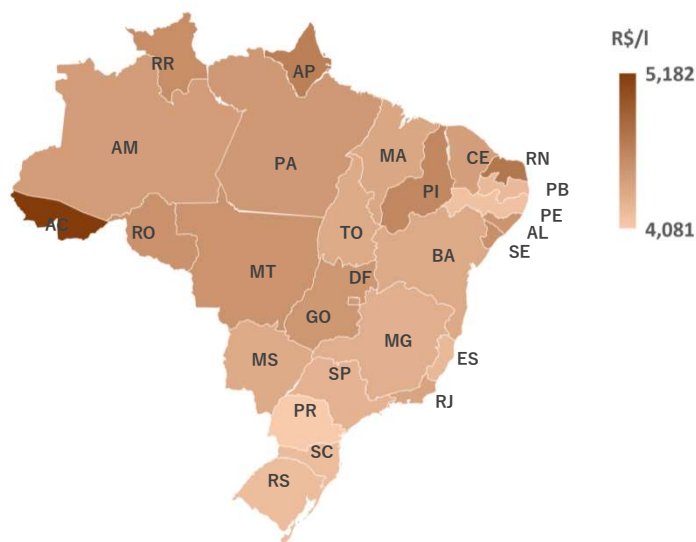 R$/l
5,182
4,081
RR
AP
AM
PA
MA
CE
RN
PB
PI
PE
AL
SE
AC
RO
TO
BA
MT
DF
GO
MG
ES
MS
SP
RJ
PR
SC
RS